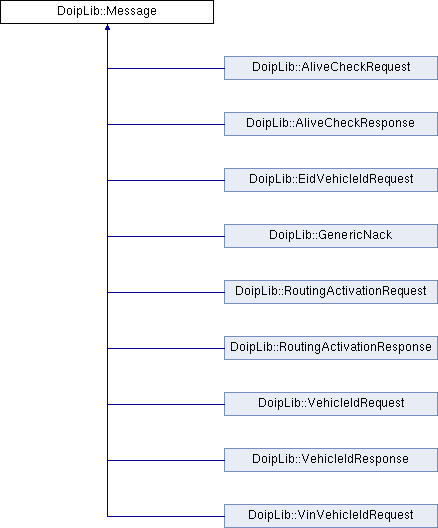 DoipLib::Message
DoipLib::AliveCheckRequest
DoipLib::AliveCheckResponse
DoipLib::EidVehicleIdRequest
DoipLib::GenericNack
DoipLib::RoutingActivationRequest
DoipLib::RoutingActivationResponse
DoipLib::VehicleIdRequest
DoipLib::VehicleIdResponse
DoipLib::VinVehicleIdRequest